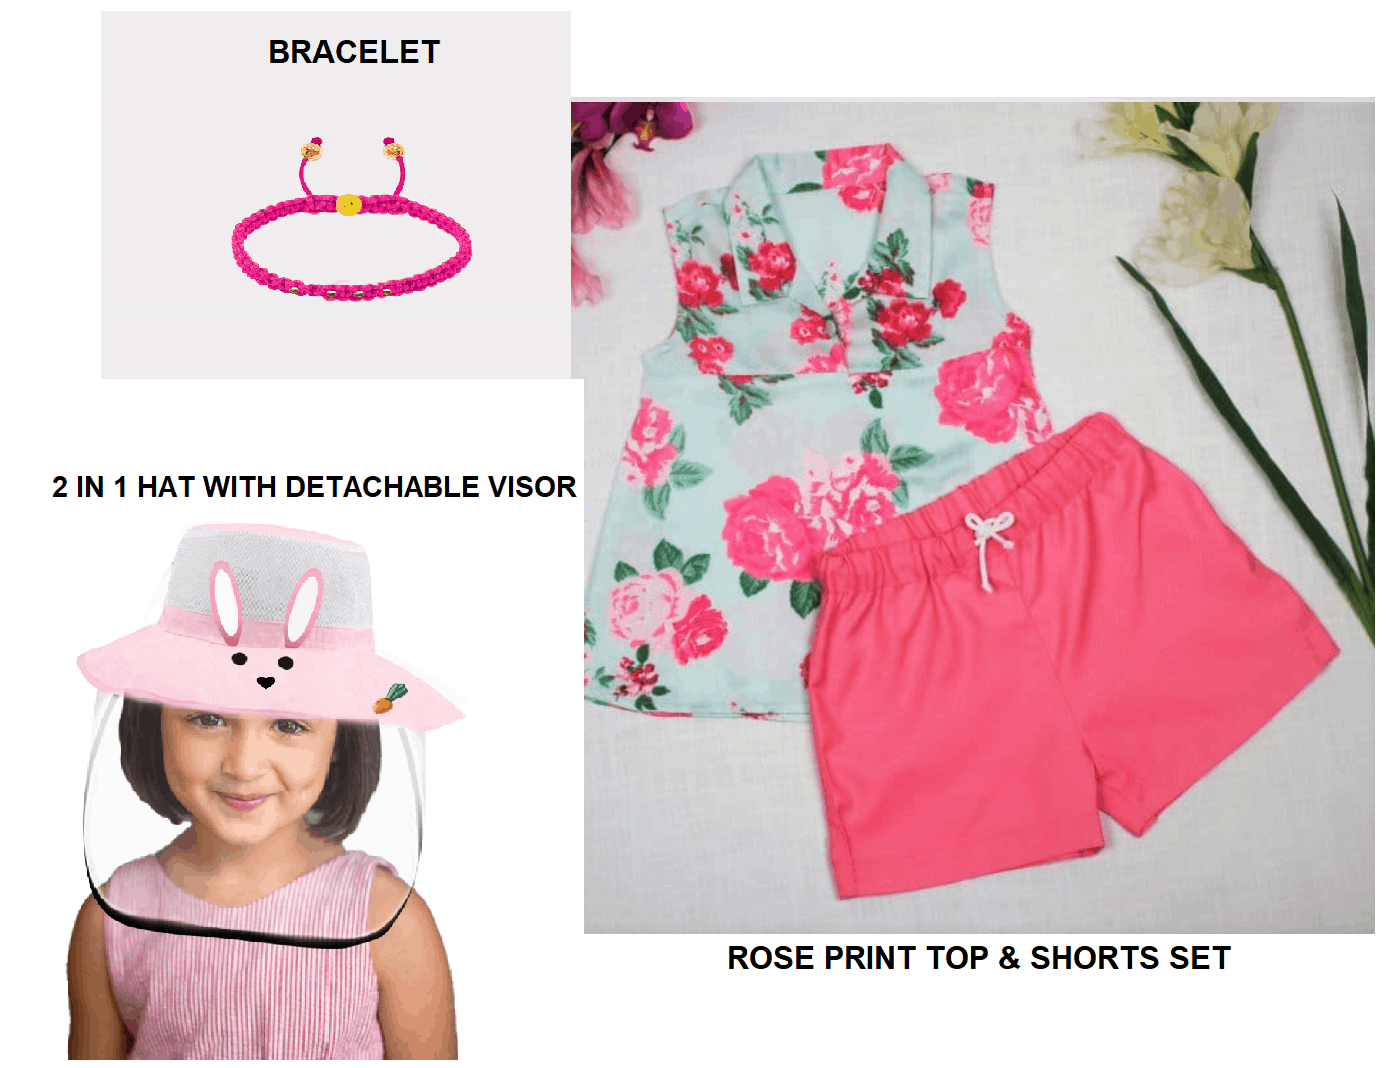 BRACELET
2 IN 1 HAT WITH DETACHABLE VISOR
ROSE PRINT TOP & SHORTS SET